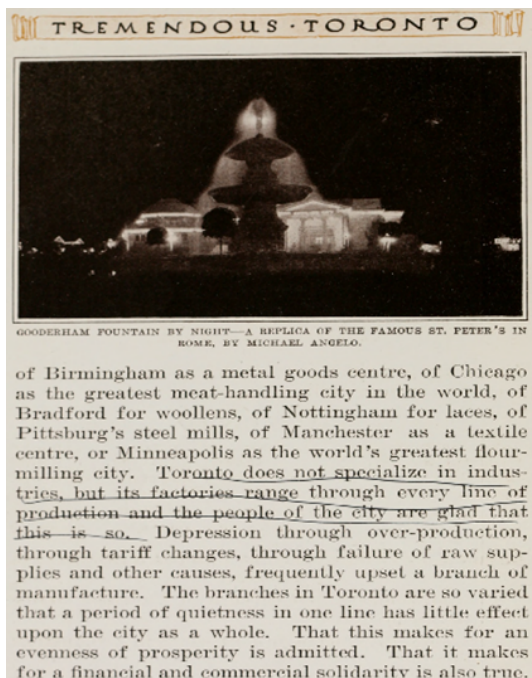 TREMENDOUS · TORONTO
GOODERHAM FOUNTAIN BY NIGHT—A REPLICA OF THE FAMOUS ST. PETER'S IN
ROME, BY MICHAEL ANGELO.
of Birmingham as a metal goods centre, of Chicago
as the greatest meat-handling city in the world, of
Bradford for woollens, of Nottingham for laces, of
Pittsburg's steel mills, of Manchester as a textile
centre, or Minneapolis as the world's greatest flour-
milling city. Toronto does not specialize in indus-
tries, but its factories range through every line of
production and the people of the city are glad that
this is so. Depression through over-production,
through tariff changes, through failure of raw sup-
plies and other causes, frequently upset a branch of
manufacture. The branches in Toronto are so varied
that a period of quietness in one line has little effect
upon the city as a whole. That this makes for an
evenness of prosperity is admitted. That it makes
for a financial and commercial solidarity is also true.